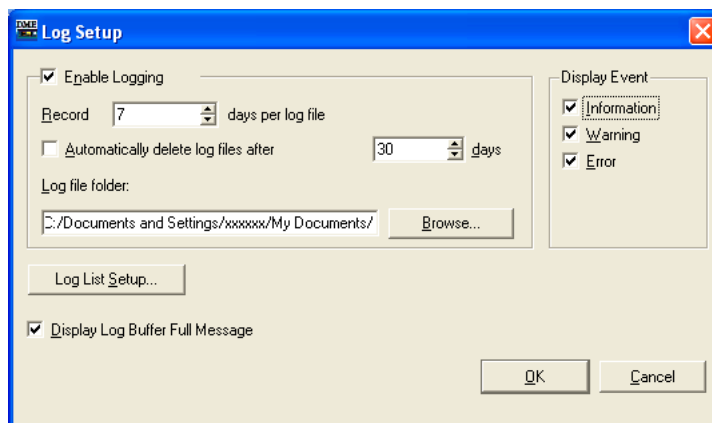 DME
Log Setup
Enable Logging
Record 7 days per log file
Automatically delete log files after 30 days
Log file folder:
C:/Documents and Settings/xxxxxx/My Documents/ Browse...
Display Event
Information
Warning
Error
Log List Setup...
Display Log Buffer Full Message
OK Cancel